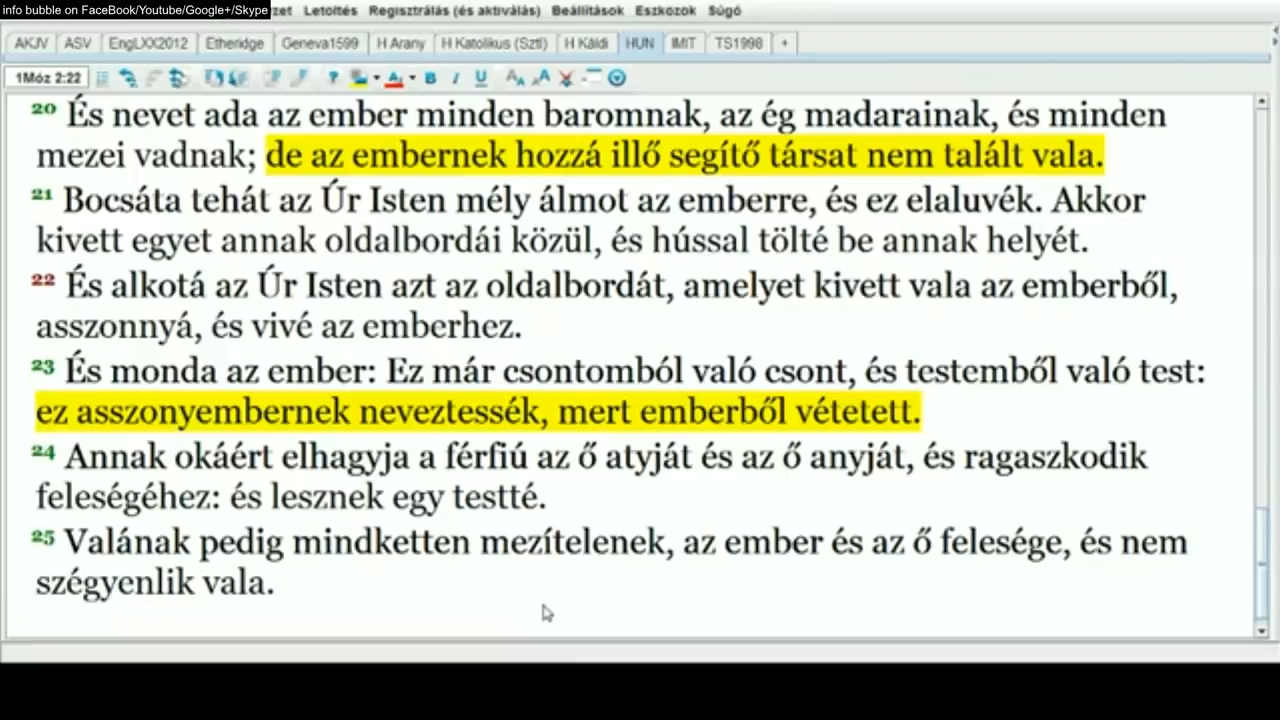 info bubble on FaceBook/Youtube/Google+/Skype
zet Letöltés Regisztrálás (és aktiválás) Beállítások Eszközök Súgó
AKJV ASV EngLXX2012 Etheridge Geneva1599 H Arany H Katolikus (SztI) H Káldi HUN IMIT TS1998 +
1Móz 2:22
20 És nevet ada az ember minden baromnak, az ég madarainak, és minden
mezei vadnak; de az embernek hozzá illő segítő társat nem talált vala.
21 Bocsáta tehát az Úr Isten mély álmot az emberre, és ez elaluvék. Akkor
kivett egyet annak oldalbordái közül, és hússal tölté be annak helyét.
22 És alkotá az Úr Isten azt az oldalbordát, amelyet kivett vala az emberből,
asszonnyá, és vivé az emberhez.
23 És monda az ember: Ez már csontomból való csont, és testemből való test:
ez asszonyembernek neveztessék, mert emberből vétetett.
24 Annak okáért elhagyja a férfiú az ő atyját és az ő anyját, és ragaszkodik
feleségéhez: és lesznek egy testté.
25 Valának pedig mindketten mezítelenek, az ember és az ő felesége, és nem
szégyenlik vala.